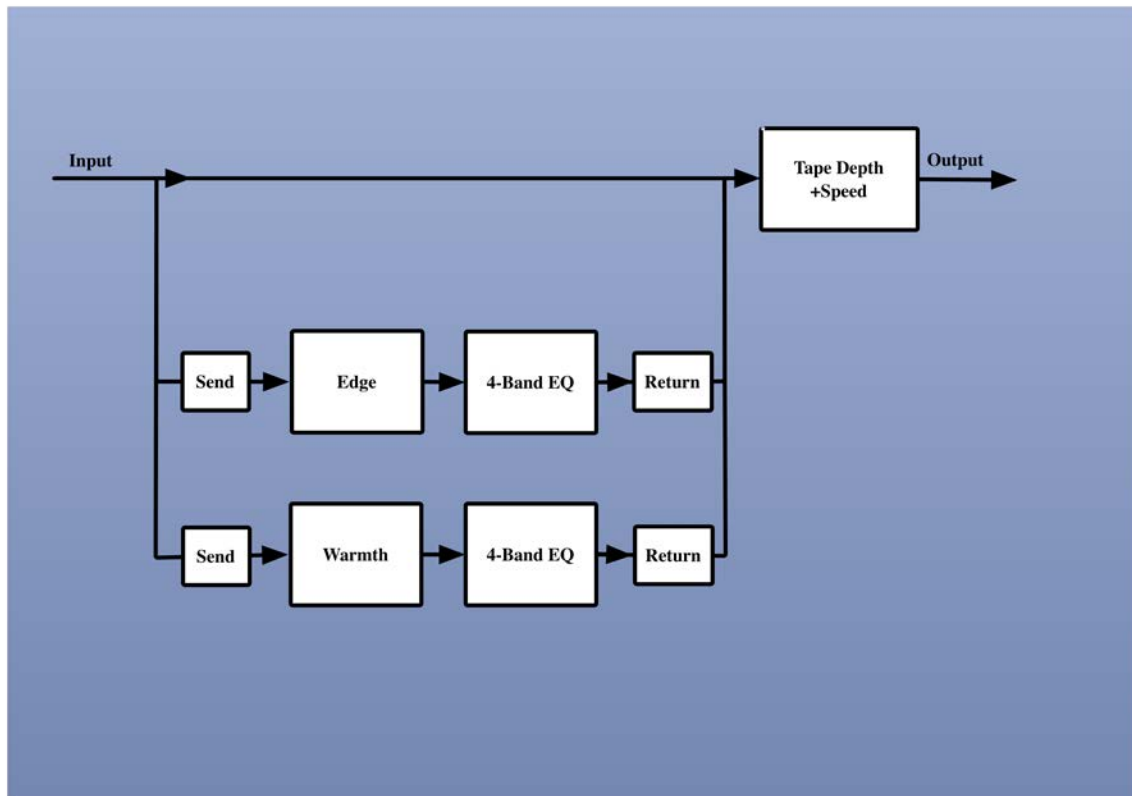 Input
Tape Depth
+Speed
Output
Send
Edge
4-Band EQ
Return
Send
Warmth
4-Band EQ
Return